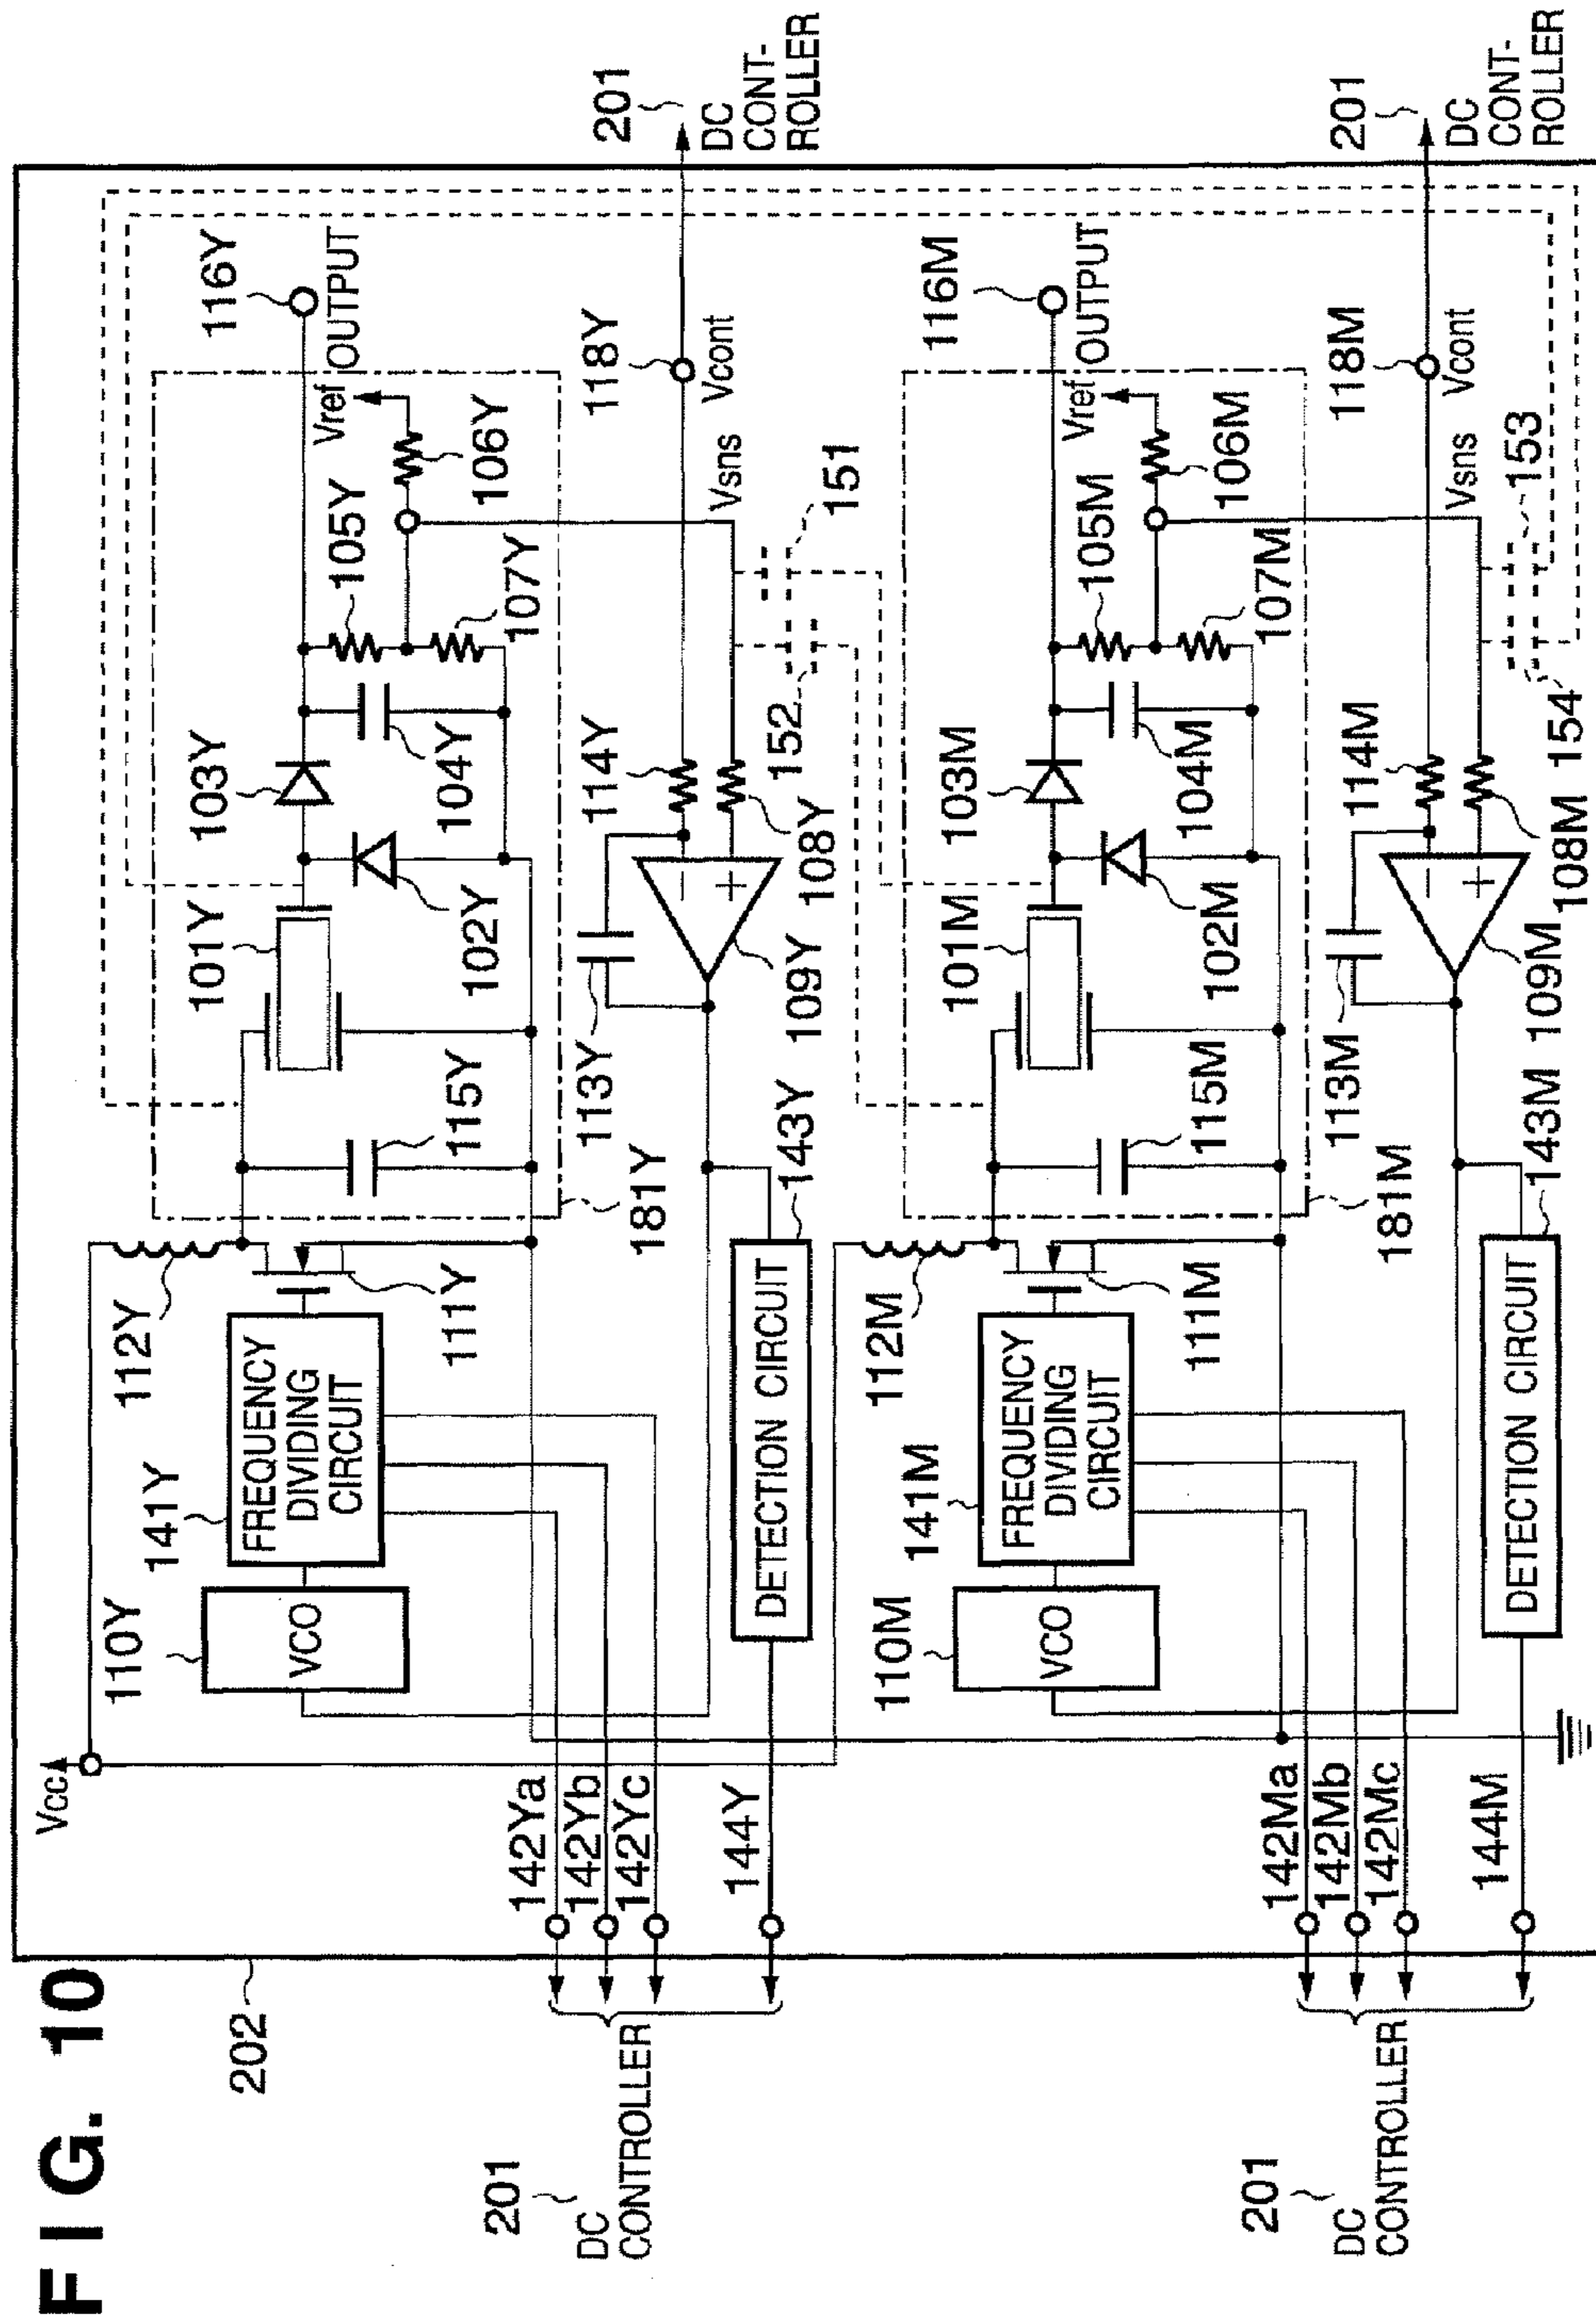 FIG. 10
202
Vcc
110Y
VCO
141Y
FREQUENCY
DIVIDING
CIRCUIT
112Y
111Y
115Y
181Y
101Y
102Y
103Y
104Y
105Y
106Y
107Y
Vref
116Y
OUTPUT
113Y
114Y
109Y
108Y
−
+
118Y
Vcont
Vsns
201
DC
CONT-
ROLLER
151
152
142Ya
142Yb
142Yc
144Y
143Y
DETECTION CIRCUIT
201
DC
CONTROLLER
110M
VCO
141M
FREQUENCY
DIVIDING
CIRCUIT
112M
111M
115M
181M
101M
102M
103M
104M
105M
106M
107M
Vref
116M
OUTPUT
113M
114M
109M
108M
−
+
118M
Vcont
Vsns
201
DC
CONT-
ROLLER
153
154
142Ma
142Mb
142Mc
144M
143M
DETECTION CIRCUIT
201
DC
CONTROLLER